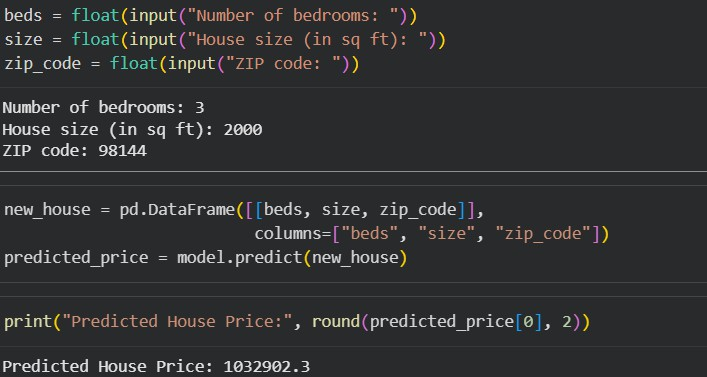 beds = float(input("Number of bedrooms: "))
size = float(input("House size (in sq ft): "))
zip_code = float(input("ZIP code: "))
Number of bedrooms: 3
House size (in sq ft): 2000
ZIP code: 98144
new_house = pd.DataFrame([[beds, size, zip_code]],
                         columns=["beds", "size", "zip_code"])
predicted_price = model.predict(new_house)
print("Predicted House Price:", round(predicted_price[0], 2))
Predicted House Price: 1032902.3